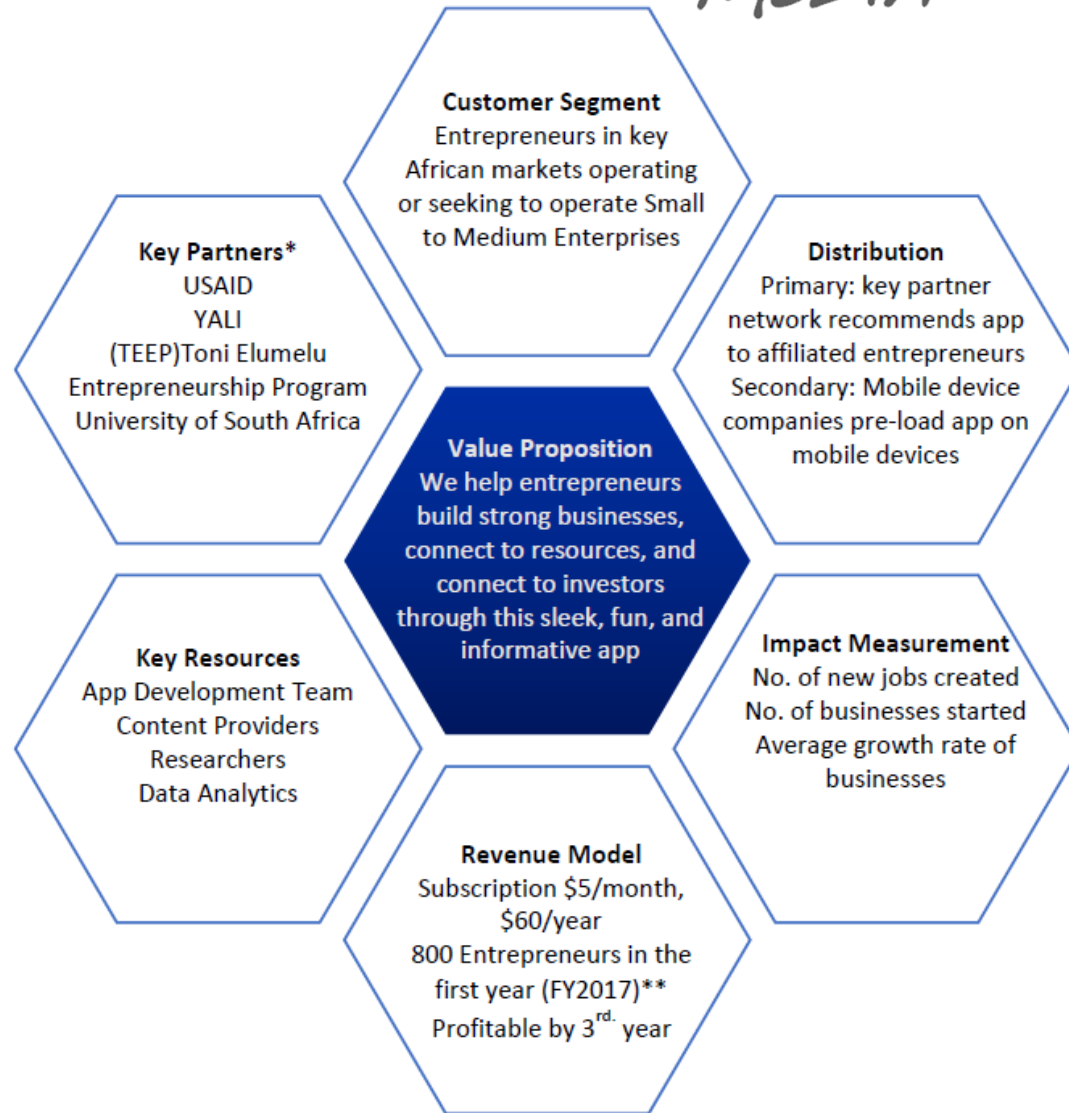 Customer Segment
Entrepreneurs in key
African markets operating
or seeking to operate Small
to Medium Enterprises
Key Partners*
USAID
YALI
(TEEP)Toni Elumelu
Entrepreneurship Program
University of South Africa
Distribution
Primary: key partner
network recommends app
to affiliated entrepreneurs
Secondary: Mobile device
companies pre-load app on
mobile devices
Value Proposition
We help entrepreneurs
build strong businesses,
connect to resources, and
connect to investors
through this sleek, fun, and
informative app
Key Resources
App Development Team
Content Providers
Researchers
Data Analytics
Impact Measurement
No. of new jobs created
No. of businesses started
Average growth rate of
businesses
Revenue Model
Subscription $5/month,
$60/year
800 Entrepreneurs in the
first year (FY2017)**
Profitable by 3rd. year